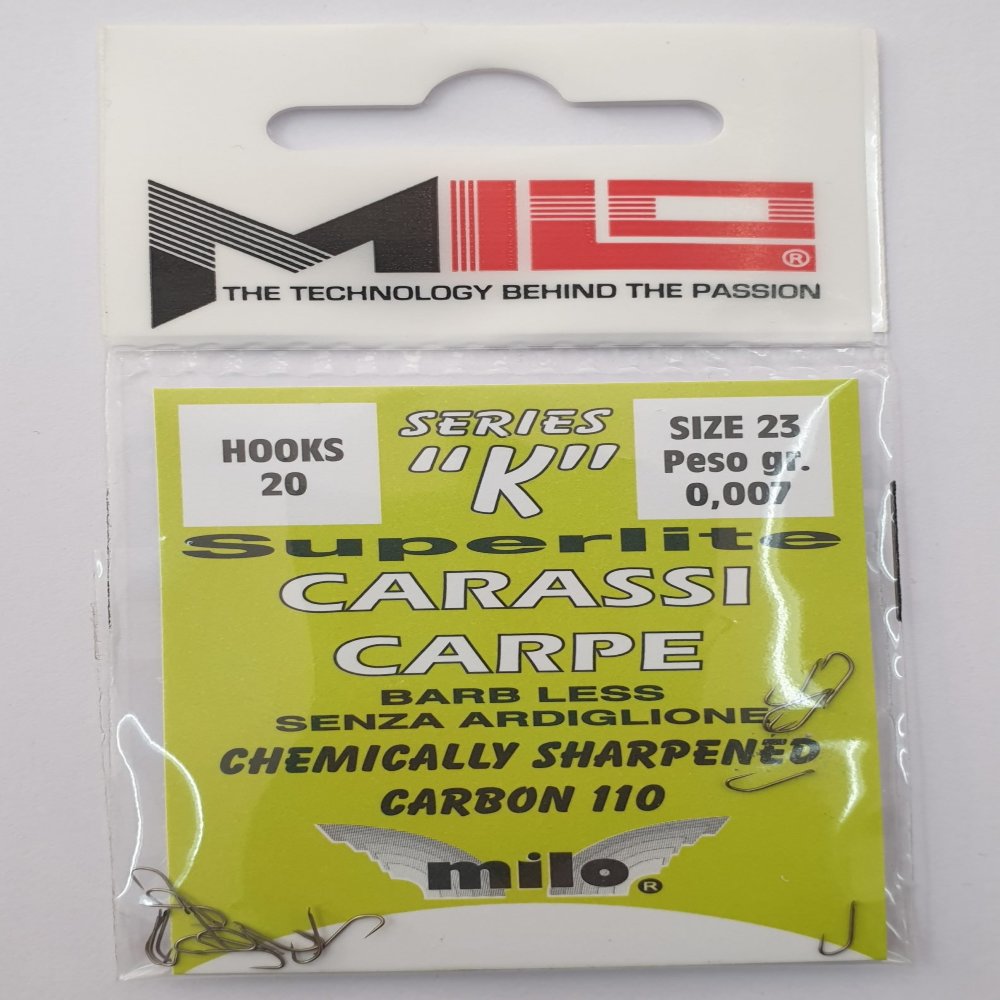 MILO®
THE TECHNOLOGY BEHIND THE PASSION
HOOKS
20
SERIES
"K"
SIZE 23
Peso gr.
0,007
Superlite
CARASSI
CARPE
BARB LESS
SENZA ARDIGLIONE
CHEMICALLY SHARPENED
CARBON 110
milo®